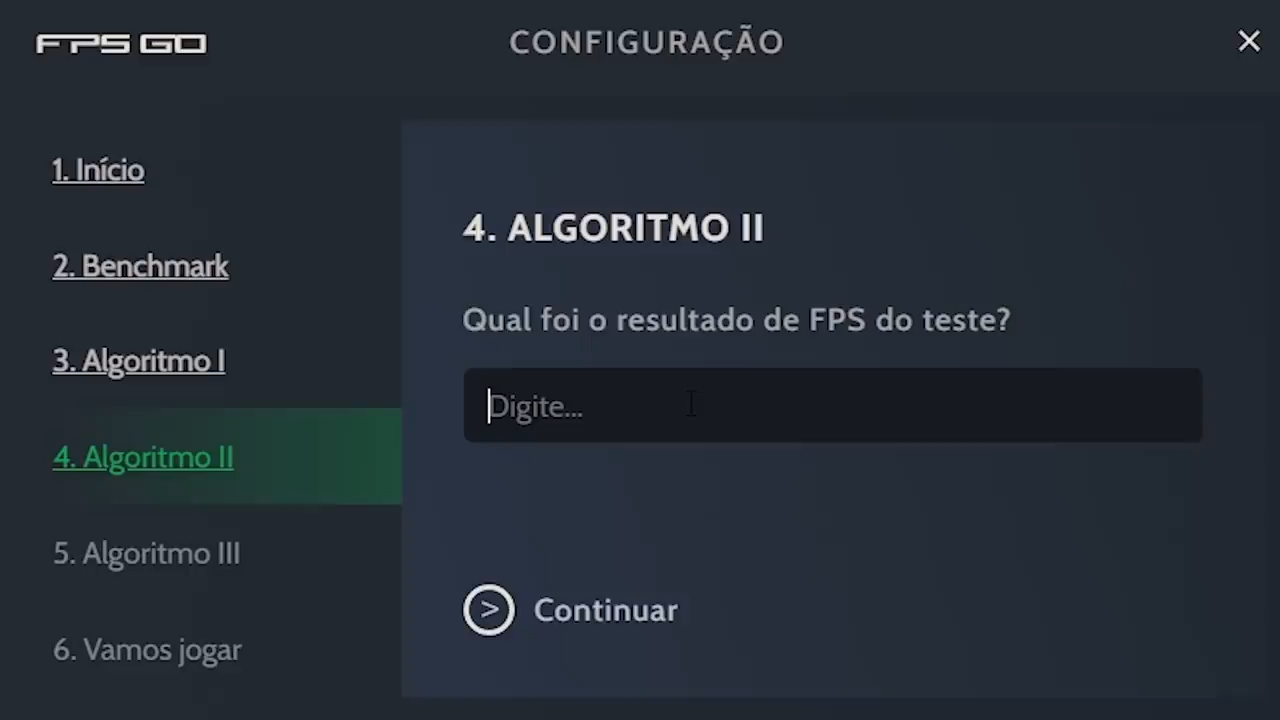 FPS GO
CONFIGURAÇÃO
1. Início
2. Benchmark
3. Algoritmo I
4. Algoritmo II
5. Algoritmo III
6. Vamos jogar
4. ALGORITMO II
Qual foi o resultado de FPS do teste?
Digite...
> Continuar